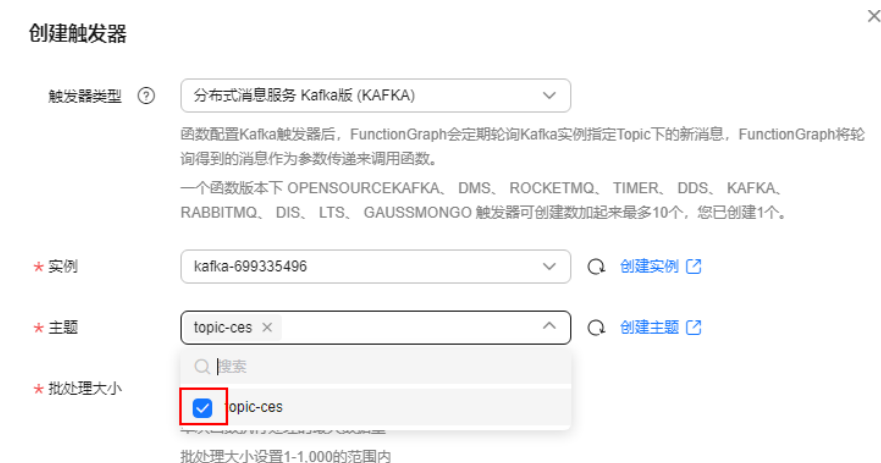 创建触发器
触发器类型
分布式消息服务 Kafka版 (KAFKA)
函数配置Kafka触发器后，FunctionGraph会定期轮询Kafka实例指定Topic下的新消息，FunctionGraph将轮
询得到的消息作为参数传递来调用函数。
一个函数版本下 OPENSOURCEKAFKA、 DMS、 ROCKETMQ、 TIMER、 DDS、 KAFKA、
RABBITMQ、 DIS、 LTS、 GAUSSMONGO 触发器可创建数加起来最多10个，您已创建1个。
* 实例 kafka-699335496 创建实例
* 主题 topic-ces × 创建主题
搜索
* 批处理大小
topic-ces
批处理大小设置1-1,000的范围内